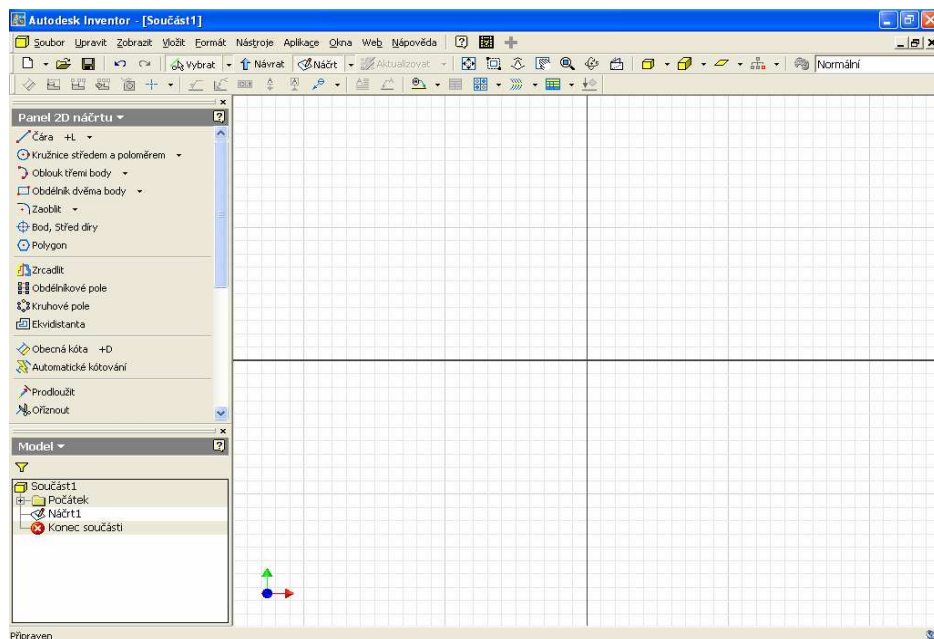 Autodesk Inventor - [Součást1]
Soubor Upravit Zobrazit Vložit Formát Nástroje Aplikace Okna Web Nápověda
Vybrat Návrat Náčrt Aktualizovat Normální
Panel 2D náčrtu
Čára +L
Kružnice středem a poloměrem
Oblouk třemi body
Obdélník dvěma body
Zaoblit
Bod, Střed díry
Polygon
Zrcadlit
Obdélníkové pole
Kruhové pole
Ekvidistanta
Obecná kóta +D
Automatické kótování
Prodloužit
Oříznout
Model
Součást1
Počátek
Náčrt1
Konec součásti
Připraven